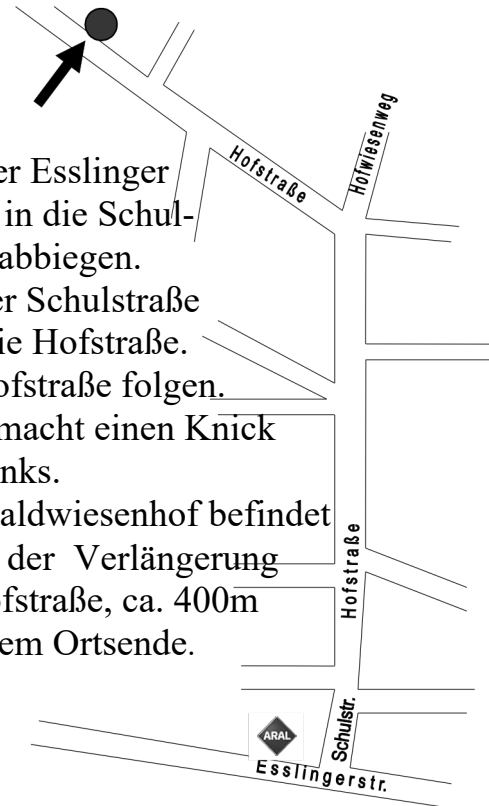 Hofwiesenweg
Hofstraße
er Esslinger
in die Schul-
abbiegen.
er Schulstraße
ie Hofstraße.
ofstraße folgen.
macht einen Knick
nks.
aldwiesenhof befindet
der Verlängerung
ofstraße, ca. 400m
em Ortsende.
Hofstraße
Schulstr.
ARAL
Esslingerstr.